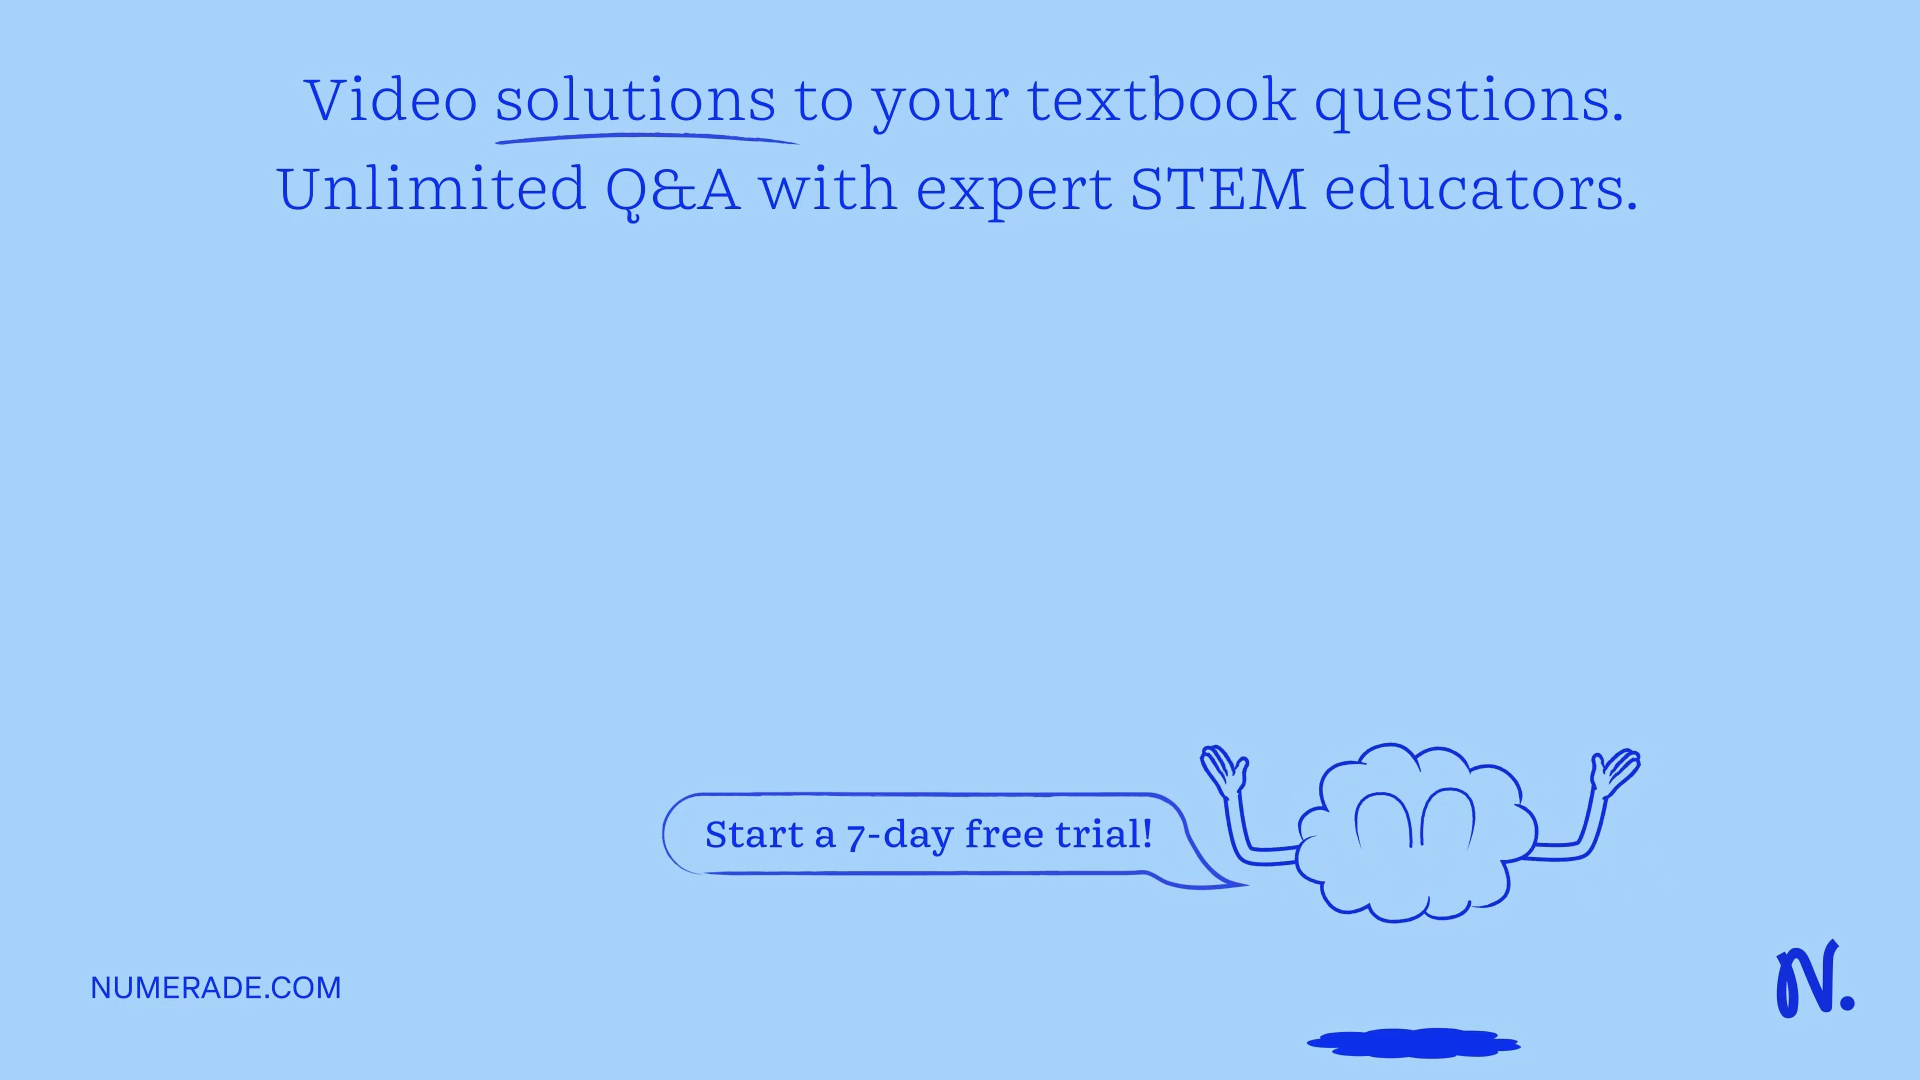 Video solutions to your textbook questions.
Unlimited Q&A with expert STEM educators.
Start a 7-day free trial!
NUMERADE.COM
N.